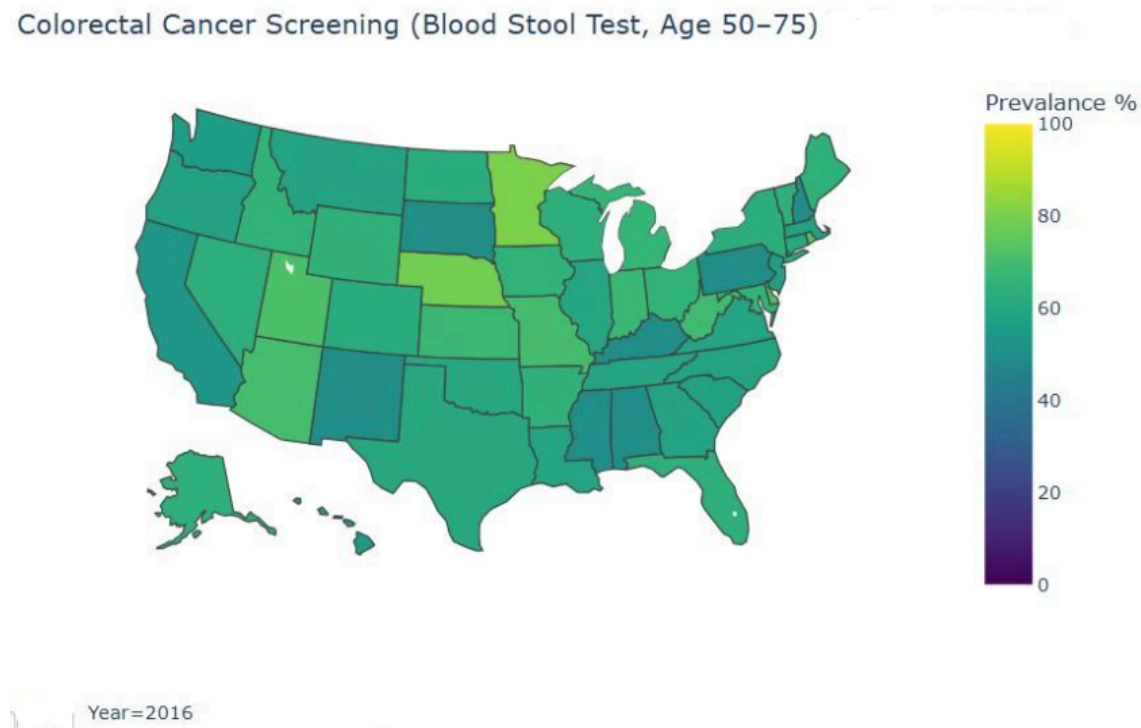 Colorectal Cancer Screening (Blood Stool Test, Age 50–75)
Prevalance %
100
80
60
40
20
0
Year=2016